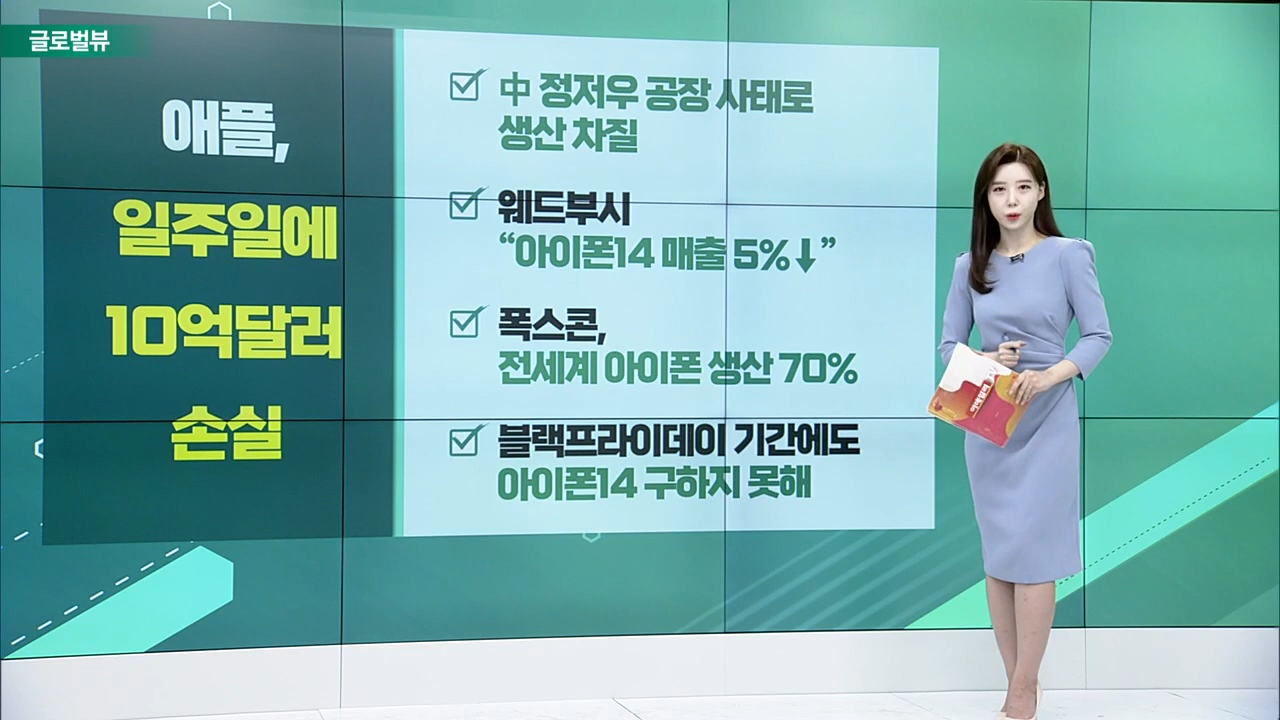 글로벌뷰
애플,
일주일에
10억달러
손실
中 정저우 공장 사태로
생산 차질
웨드부시
“아이폰14 매출 5%↓”
폭스콘,
전세계 아이폰 생산 70%
블랙프라이데이 기간에도
아이폰14 구하지 못해